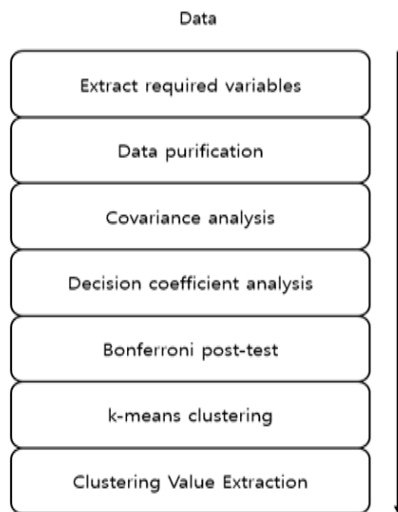 Data
Extract required variables
Data purification
Covariance analysis
Decision coefficient analysis
Bonferroni post-test
k-means clustering
Clustering Value Extraction